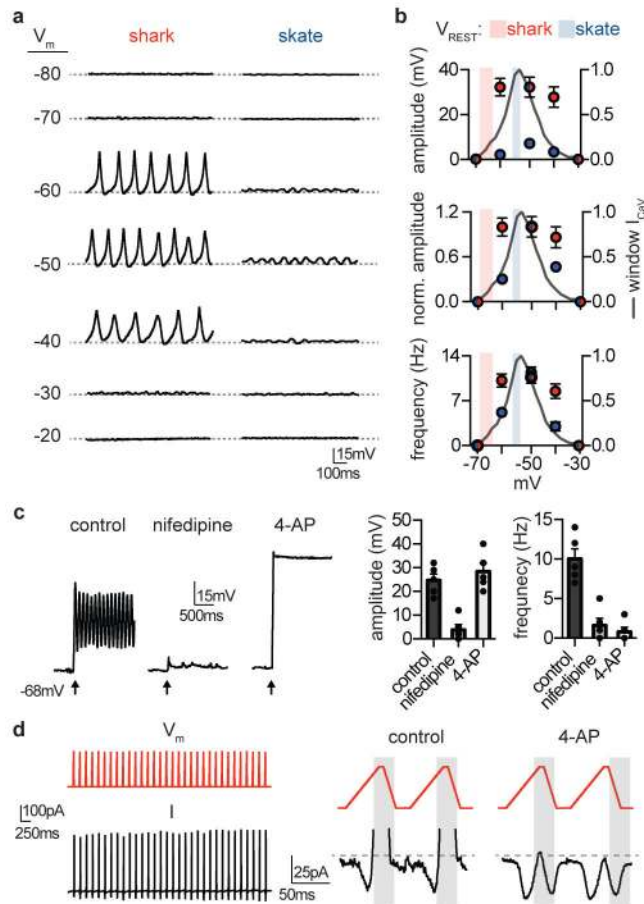 a
V_m
shark
skate
-80
-70
-60
-50
-40
-30
-20
15mV
100ms
b
V_REST: shark skate
amplitude (mV)
40
20
0
1.0
0.5
0.0
norm. amplitude
1.2
0.6
0.0
1.0
0.5
0.0
window I_CaV
frequency (Hz)
14
7
0
1.0
0.5
0.0
-70 -50 -30
mV
c
control nifedipine 4-AP
15mV
500ms
-68mV
amplitude (mV)
50
40
30
20
10
0
control
nifedipine
4-AP
frequnecy (Hz)
15
10
5
0
control
nifedipine
4-AP
d
V_m
100pA
250ms
I
25pA
50ms
control
4-AP